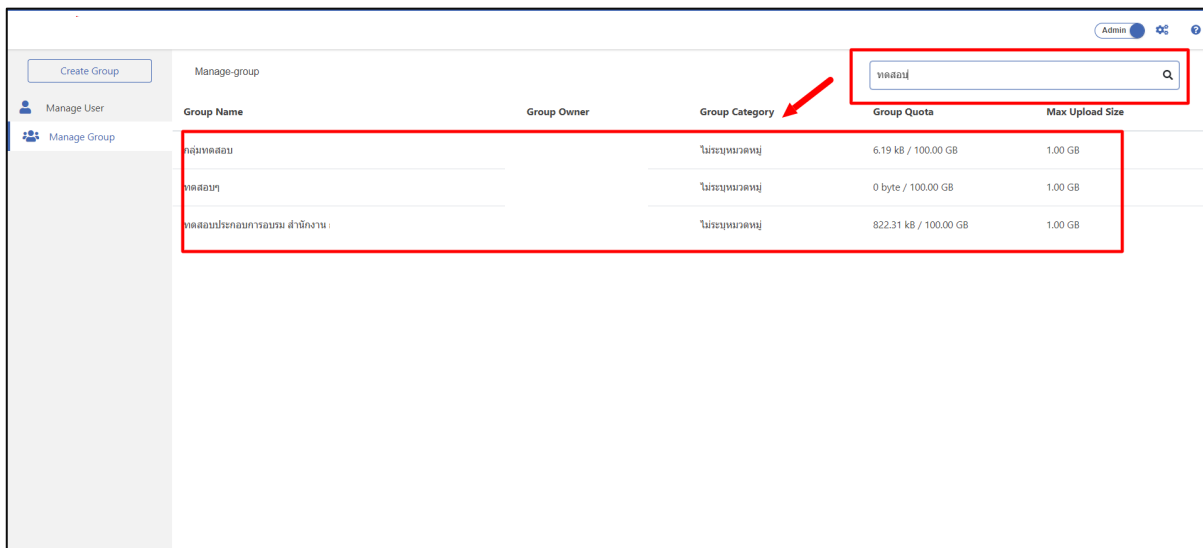 Admin
Create Group
Manage-group
ทดสอบ
Manage User
Manage Group
Group Name Group Owner Group Category Group Quota Max Upload Size
กลุ่มทดสอบ ไม่ระบุหมวดหมู่ 6.19 kB / 100.00 GB 1.00 GB
ทดสอบๆ ไม่ระบุหมวดหมู่ 0 byte / 100.00 GB 1.00 GB
ทดสอบประกอบการอบรม สำนักงาน ไม่ระบุหมวดหมู่ 822.31 kB / 100.00 GB 1.00 GB